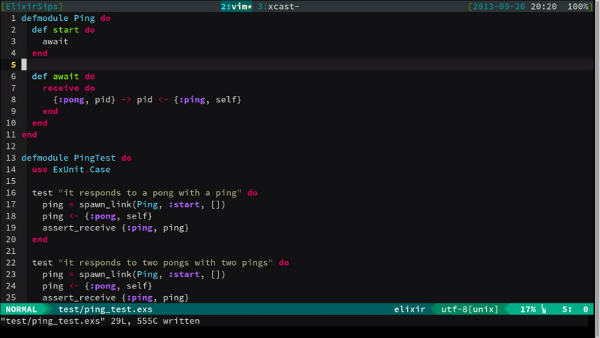 [ElixirSips] 2:vim* 3:xcast- [2013-09-26 20:20 100%]
1 defmodule Ping do
2 def start do
3 await
4 end
5
6 def await do
7 receive do
8 {:pong, pid} -> pid <- {:ping, self}
9 end
10 end
11 end
12
13 defmodule PingTest do
14 use ExUnit.Case
15
16 test "it responds to a pong with a ping" do
17 ping = spawn_link(Ping, :start, [])
18 ping <- {:pong, self}
19 assert_receive {:ping, ping}
20 end
21
22 test "it responds to two pongs with two pings" do
23 ping = spawn_link(Ping, :start, [])
24 ping <- {:pong, self}
25 assert_receive {:ping, ping}
NORMAL test/ping_test.exs elixir utf-8[unix] 17% 5: 0
"test/ping_test.exs" 29L, 555C written